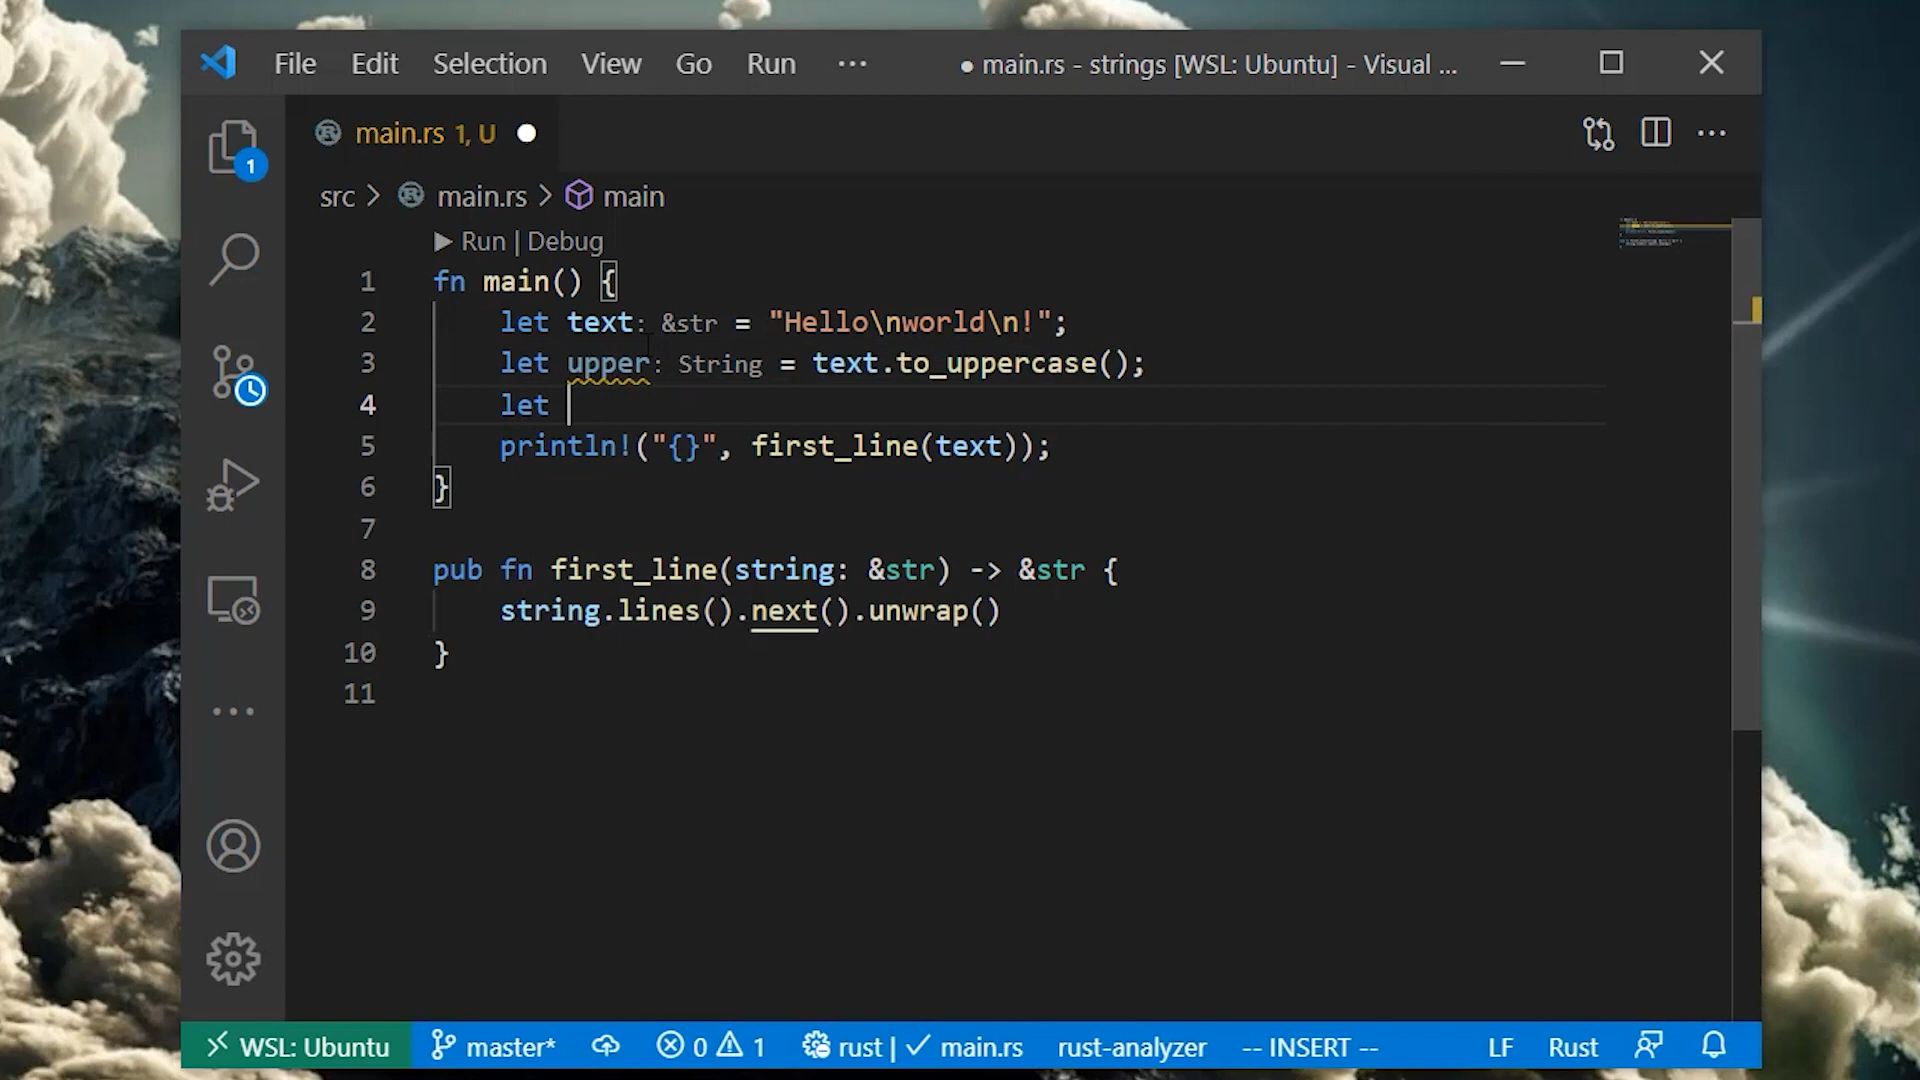 File Edit Selection View Go Run ··· ● main.rs - strings [WSL: Ubuntu] - Visual ...
1
main.rs 1, U ●
src > main.rs > main
Run | Debug
1 fn main() {
2 let text: &str = "Hello\nworld\n!";
3 let upper: String = text.to_uppercase();
4 let
5 println!("{}", first_line(text));
6 }
7
8 pub fn first_line(string: &str) -> &str {
9 string.lines().next().unwrap()
10 }
11
WSL: Ubuntu master* 0 1 rust | ✓ main.rs rust-analyzer -- INSERT -- LF Rust